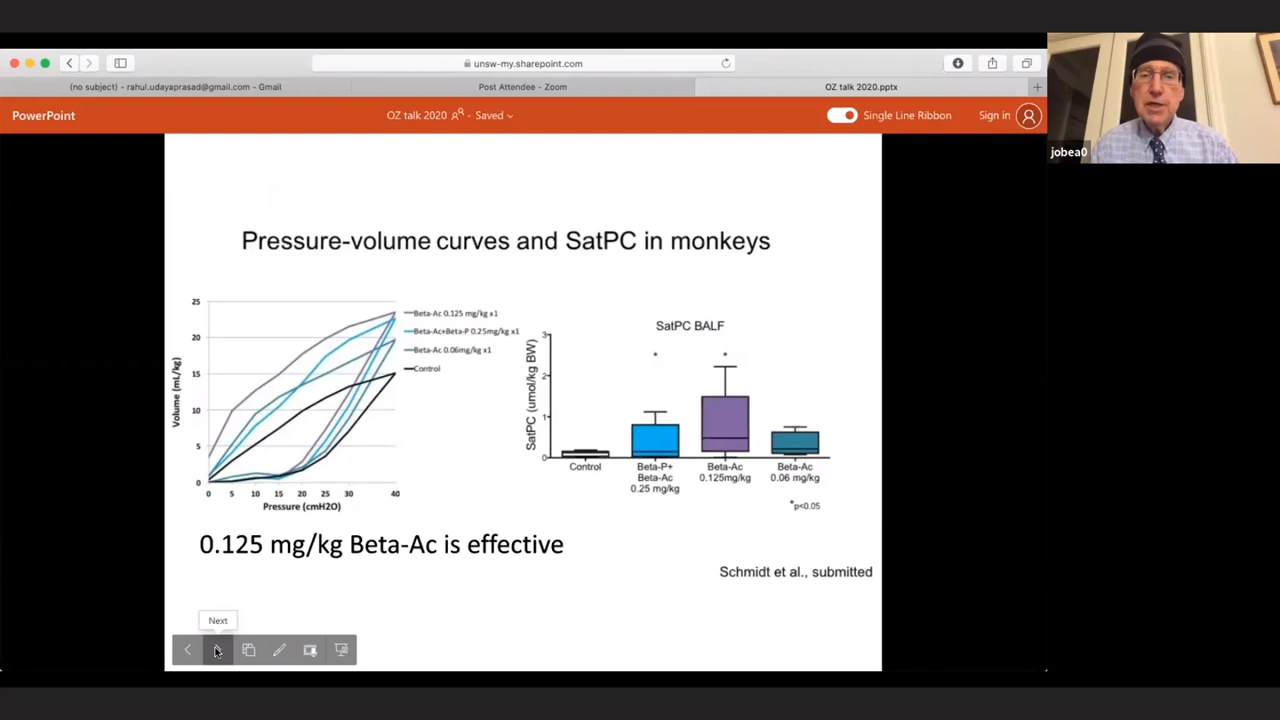 unsw-my.sharepoint.com
(no subject) - rahul.udayaprasad@gmail.com - Gmail
Post Attendee - Zoom
OZ talk 2020.pptx
PowerPoint
OZ talk 2020
- Saved
Single Line Ribbon
Sign in
jobea0
Pressure-volume curves and SatPC in monkeys
25
20
15
10
5
0
Volume (mL/kg)
0 5 10 15 20 25 30 40
Pressure (cmH2O)
Beta-Ac 0.125 mg/kg x1
Beta-Ac+Beta-P 0.25mg/kg x1
Beta-Ac 0.06mg/kg x1
Control
SatPC BALF
3
2
1
0
SatPC (umol/kg BW)
*
*
Control
Beta-P+
Beta-Ac
0.25 mg/kg
Beta-Ac
0.125mg/kg
Beta-Ac
0.06 mg/kg
*p<0.05
0.125 mg/kg Beta-Ac is effective
Schmidt et al., submitted
Next